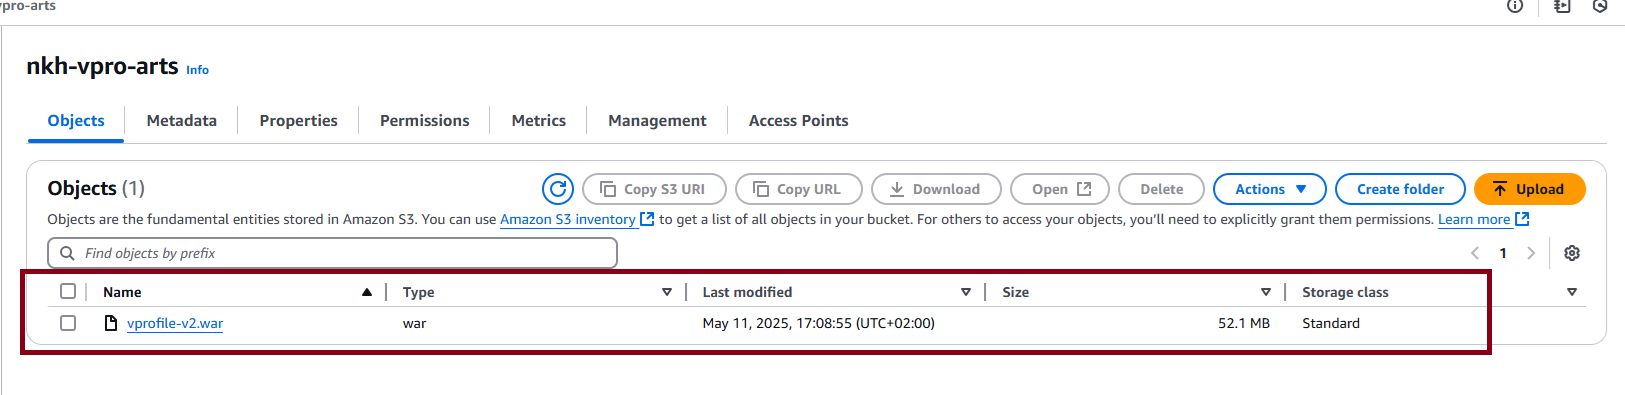 vpro-arts
nkh-vpro-arts Info
Objects Metadata Properties Permissions Metrics Management Access Points
Objects (1) Copy S3 URI Copy URL Download Open Delete Actions Create folder Upload
Objects are the fundamental entities stored in Amazon S3. You can use Amazon S3 inventory to get a list of all objects in your bucket. For others to access your objects, you’ll need to explicitly grant them permissions. Learn more
Find objects by prefix 1
Name Type Last modified Size Storage class
vprofile-v2.war war May 11, 2025, 17:08:55 (UTC+02:00) 52.1 MB Standard